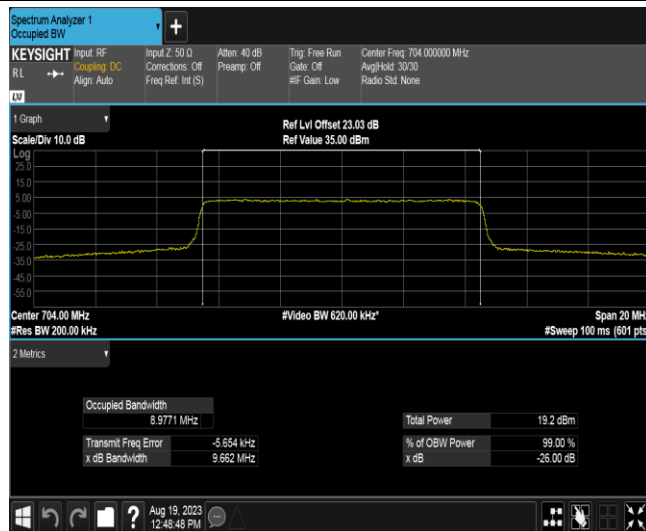 Spectrum Analyzer 1
Occupied BW
+
KEYSIGHT
RL
LXI
Input: RF
Coupling: DC
Align: Auto
Input Z: 50 Ω
Corrections: Off
Freq Ref: Int (S)
Atten: 40 dB
Preamp: Off
Trig: Free Run
Gate: Off
#IF Gain: Low
Center Freq: 704.000000 MHz
Avg|Hold: 30/30
Radio Std: None
1 Graph
Scale/Div 10.0 dB
Ref Lvl Offset 23.03 dB
Ref Value 35.00 dBm
Log
25.0
15.0
5.00
-5.00
-15.0
-25.0
-35.0
-45.0
-55.0
Center 704.00 MHz
#Res BW 200.00 kHz
#Video BW 620.00 kHz*
Span 20 MH
#Sweep 100 ms (601 pts
2 Metrics
Occupied Bandwidth
8.9771 MHz
Transmit Freq Error -5.654 kHz
x dB Bandwidth 9.662 MHz
Total Power 19.2 dBm
% of OBW Power 99.00 %
x dB -26.00 dB
?
Aug 19, 2023
12:48:48 PM